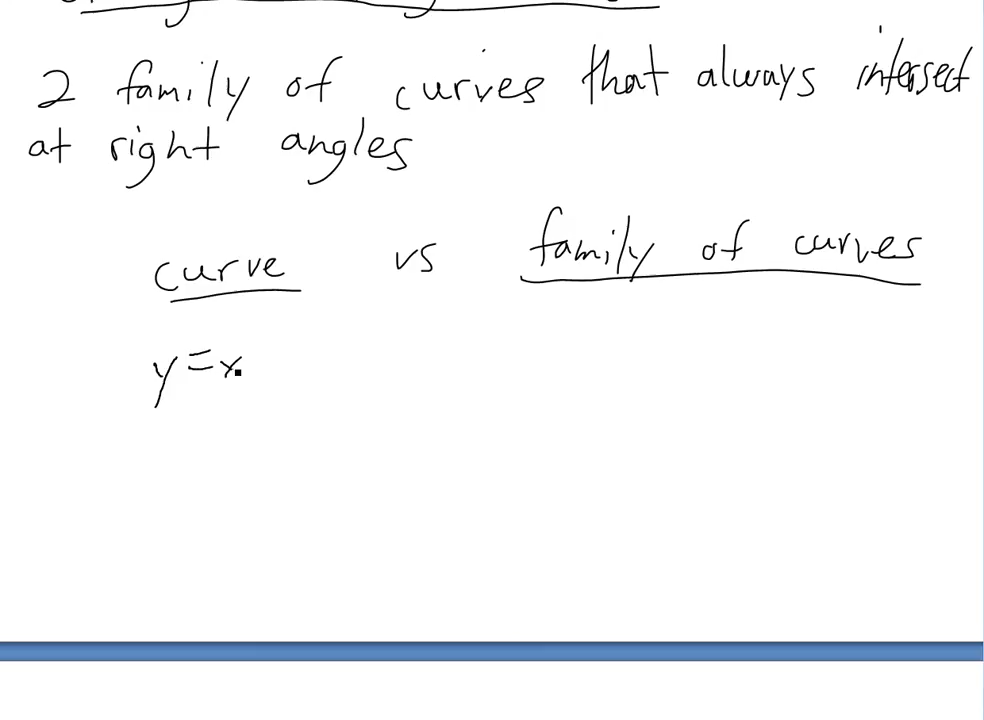 2 family of curves that always intersect
at right angles
curve vs family of curves
y = x